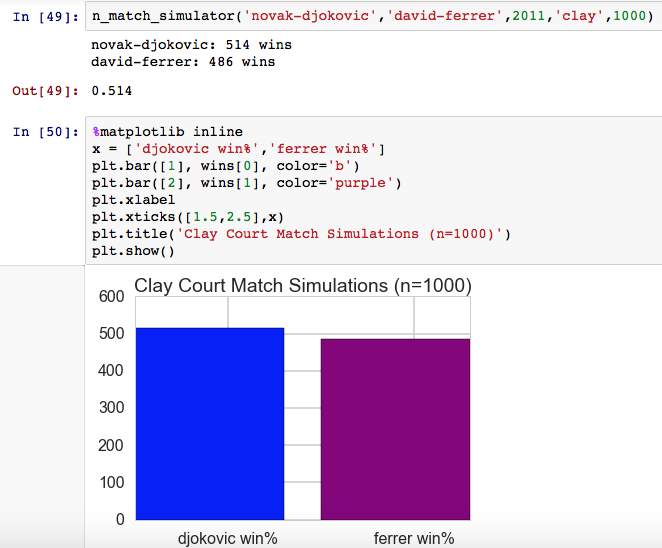 In [49]: n_match_simulator('novak-djokovic','david-ferrer',2011,'clay',1000)
novak-djokovic: 514 wins
david-ferrer: 486 wins
Out[49]: 0.514
In [50]: %matplotlib inline
x = ['djokovic win%','ferrer win%']
plt.bar([1], wins[0], color='b')
plt.bar([2], wins[1], color='purple')
plt.xlabel
plt.xticks([1.5,2.5],x)
plt.title('Clay Court Match Simulations (n=1000)')
plt.show()
Clay Court Match Simulations (n=1000)
600
500
400
300
200
100
0
djokovic win% ferrer win%